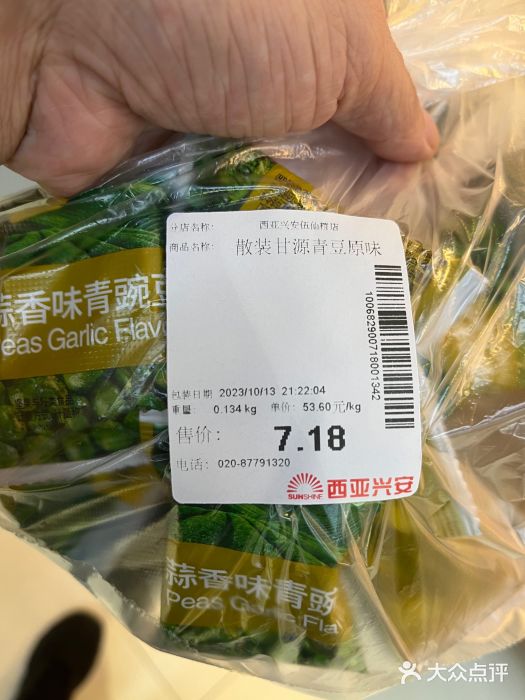 分店名称: 西亚兴安伍仙桥店
商品名称: 散装甘源青豆原味
蒜香味青豌豆
Peas Garlic Flav
1006829007180001342
包装日期 2023/10/13 21:22:04
重量: 0.134 kg 单价: 53.60 元/kg
售价: 7.18
电话: 020-87791320
SUNSHINE 西亚兴安
蒜香味青豌
Peas Garlic Fla
大众点评